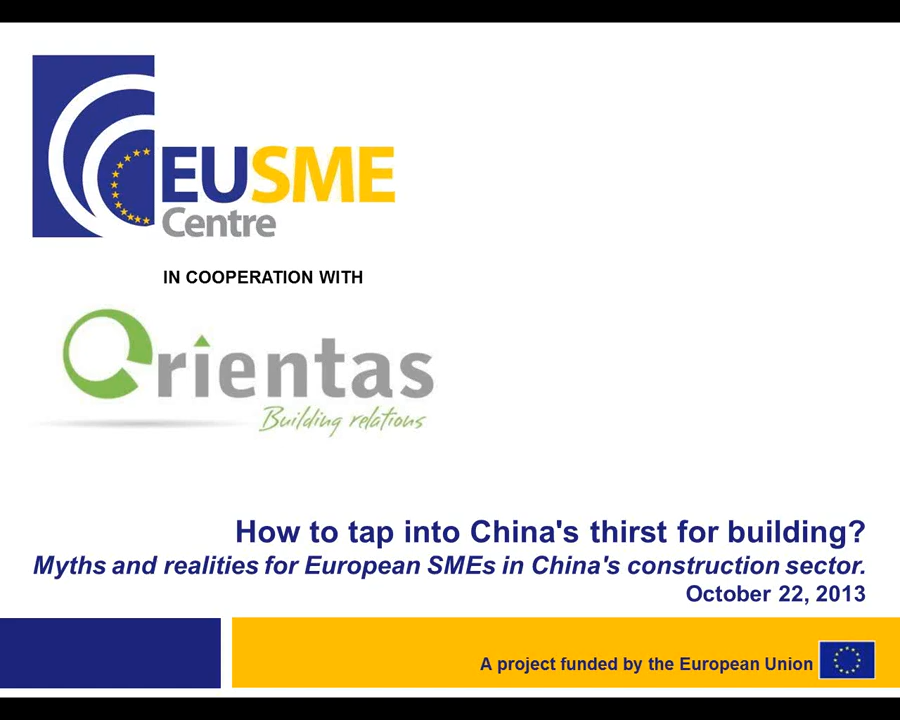 EUSME
Centre
IN COOPERATION WITH
Orientas
Building relations
How to tap into China's thirst for building?
Myths and realities for European SMEs in China's construction sector.
October 22, 2013
A project funded by the European Union